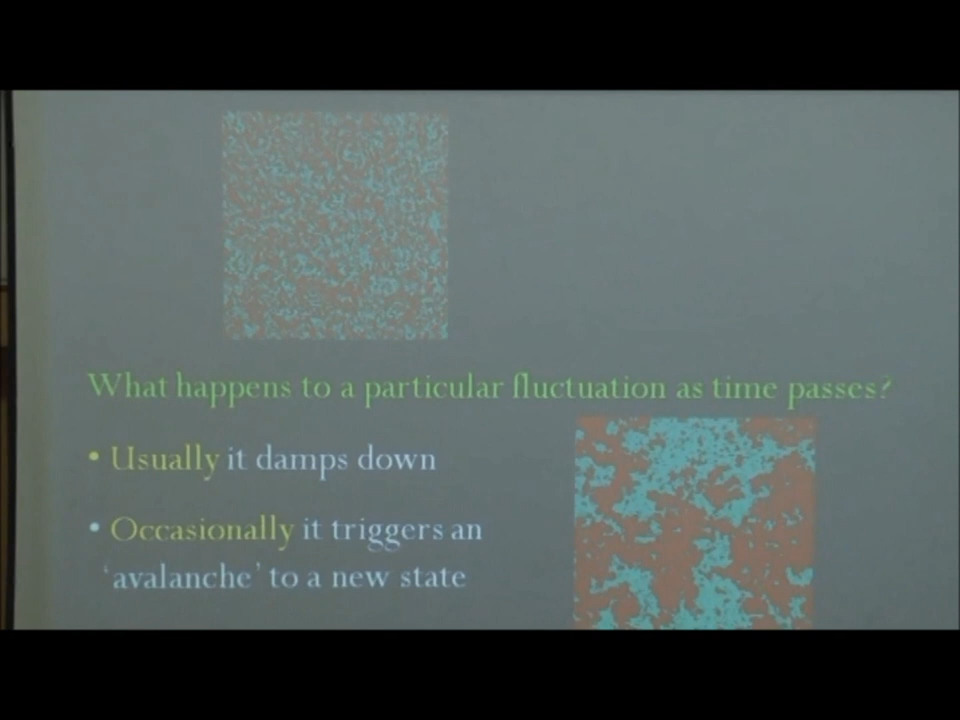 What happens to a particular fluctuation as time passes?
• Usually it damps down
• Occasionally it triggers an
'avalanche' to a new state